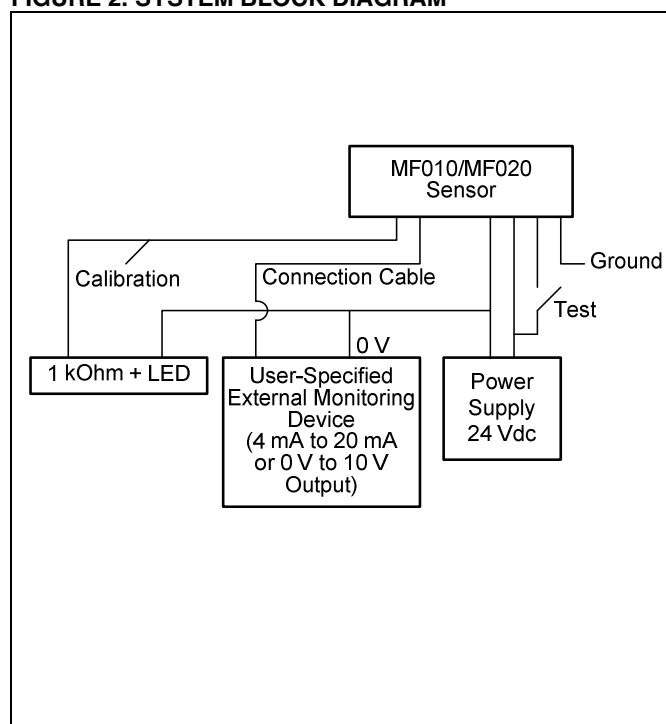 FIGURE 2. SYSTEM BLOCK DIAGRAM
MF010/MF020
Sensor
Calibration
Connection Cable
Ground
Test
0 V
1 kOhm + LED
User-Specified
External Monitoring
Device
(4 mA to 20 mA
or 0 V to 10 V
Output)
Power
Supply
24 Vdc